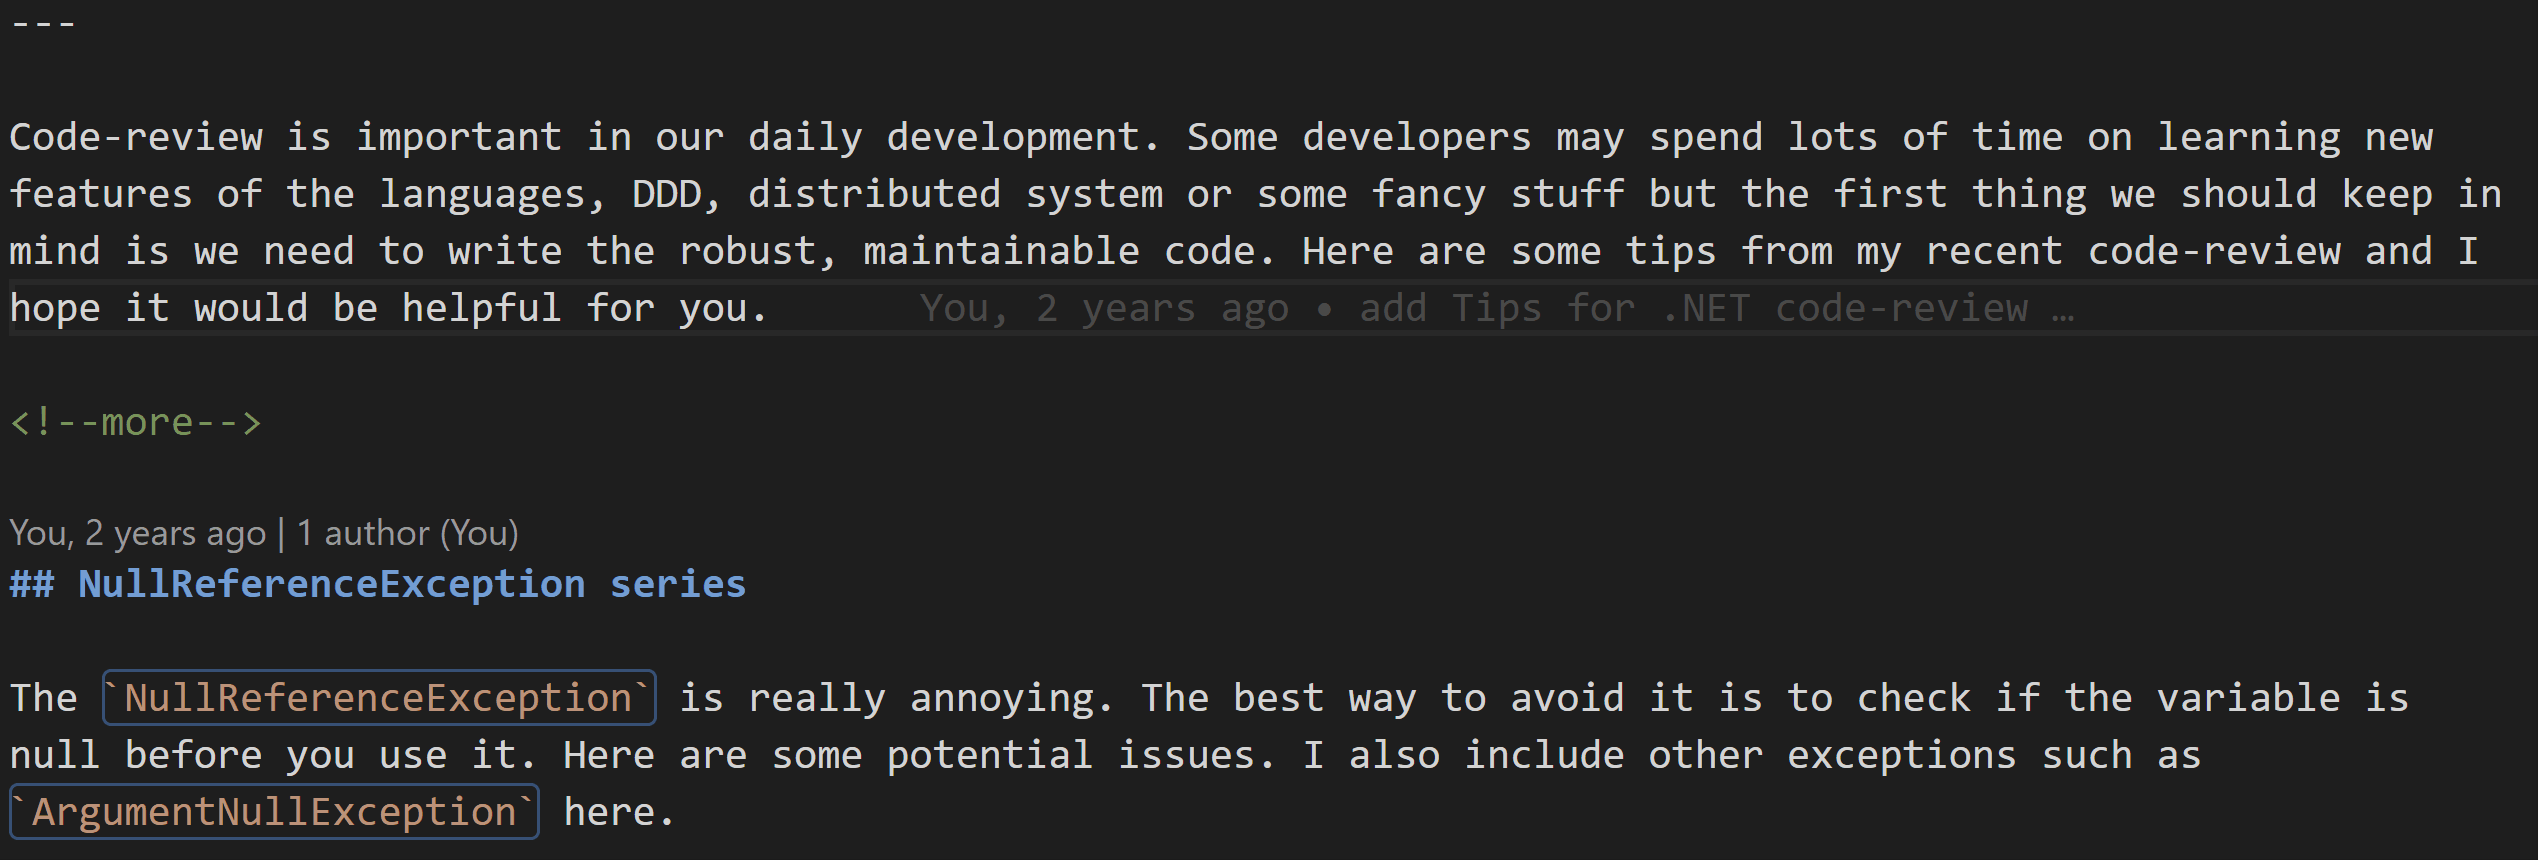 ---
Code-review is important in our daily development. Some developers may spend lots of time on learning new
features of the languages, DDD, distributed system or some fancy stuff but the first thing we should keep in
mind is we need to write the robust, maintainable code. Here are some tips from my recent code-review and I
hope it would be helpful for you. You, 2 years ago • add Tips for .NET code-review …
<!--more-->
You, 2 years ago | 1 author (You)
## NullReferenceException series
The `NullReferenceException` is really annoying. The best way to avoid it is to check if the variable is
null before you use it. Here are some potential issues. I also include other exceptions such as
`ArgumentNullException` here.